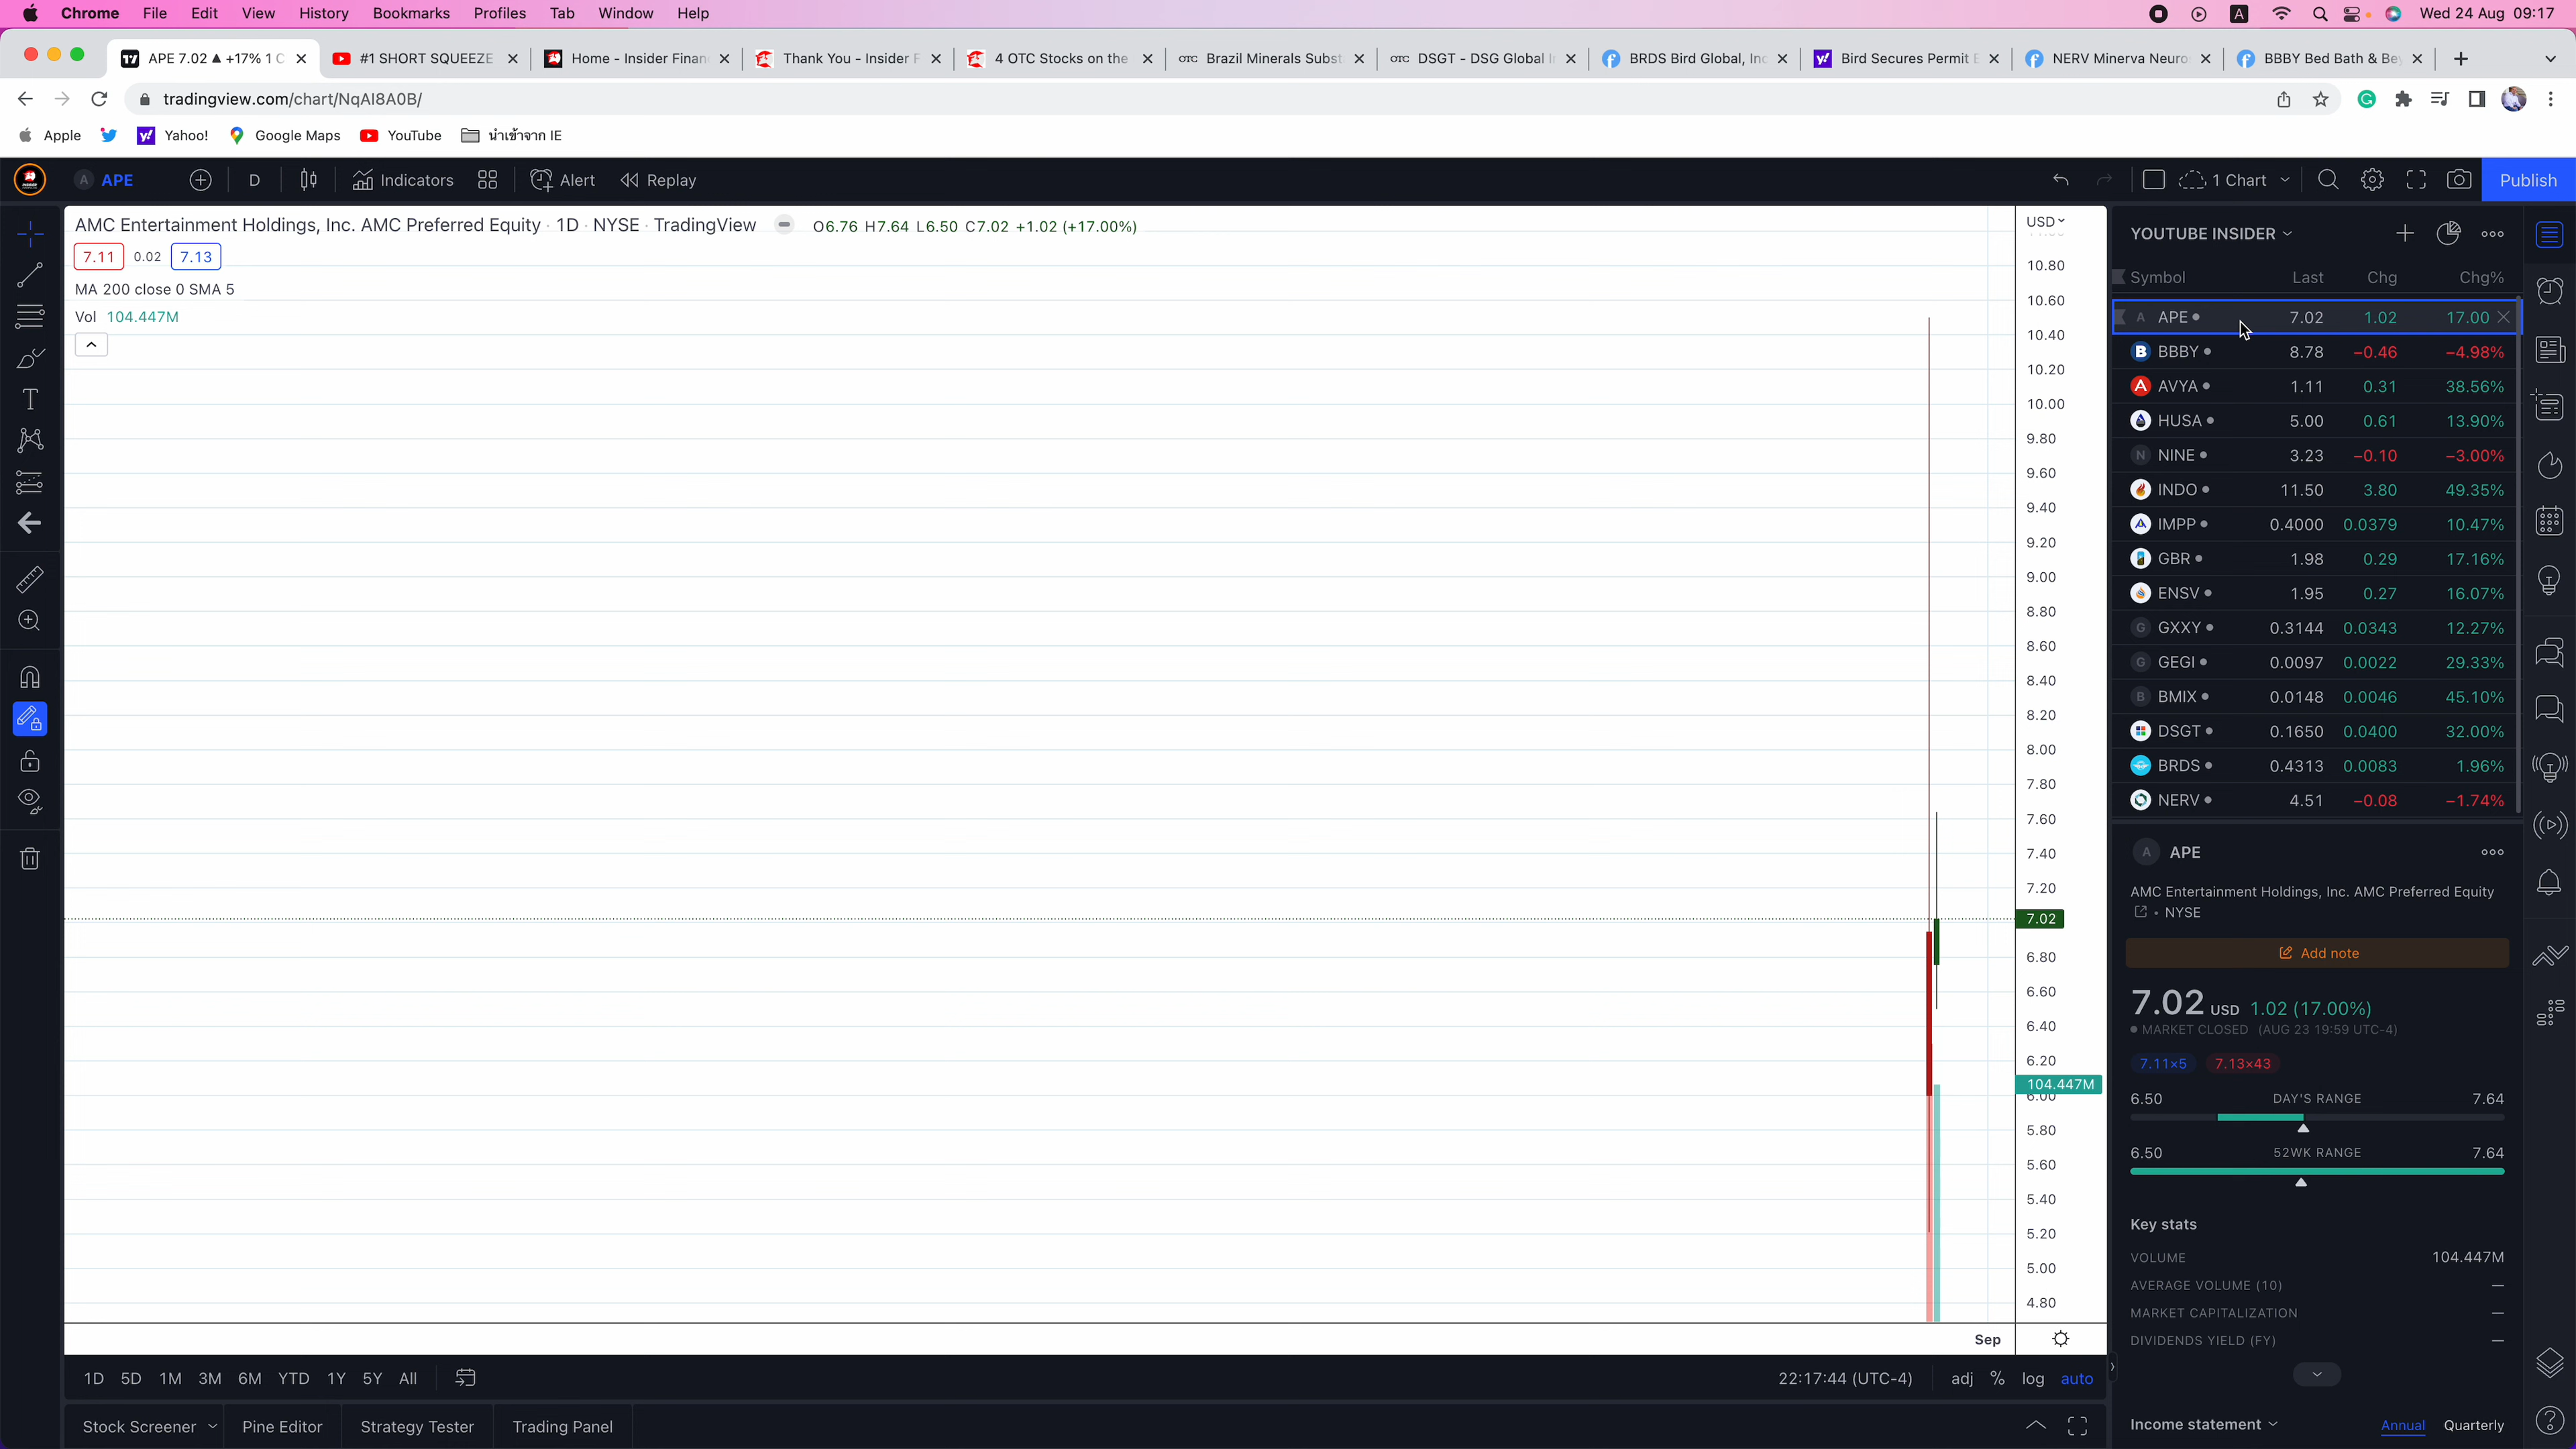 Chrome File Edit View History Bookmarks Profiles Tab Window Help A Wed 24 Aug 09:17
APE 7.02 ▲ +17% 1 C #1 SHORT SQUEEZE Home - Insider Finan Thank You - Insider F 4 OTC Stocks on the OTC Brazil Minerals Subst OTC DSGT - DSG Global I BRDS Bird Global, Inc Bird Secures Permit E NERV Minerva Neuro BBBY Bed Bath & Be
tradingview.com/chart/NqAI8A0B/
Apple Yahoo! Google Maps YouTube นำเข้าจาก IE
A APE D Indicators Alert Replay 1 Chart Publish
AMC Entertainment Holdings, Inc. AMC Preferred Equity · 1D · NYSE · TradingView O6.76 H7.64 L6.50 C7.02 +1.02 (+17.00%)
7.11 0.02 7.13
MA 200 close 0 SMA 5
Vol 104.447M
USD
10.80
10.60
10.40
10.20
10.00
9.80
9.60
9.40
9.20
9.00
8.80
8.60
8.40
8.20
8.00
7.80
7.60
7.40
7.20
7.02
6.80
6.60
6.40
6.20
104.447M
6.00
5.80
5.60
5.40
5.20
5.00
4.80
Sep
YOUTUBE INSIDER
Symbol Last Chg Chg%
A APE 7.02 1.02 17.00
B BBBY 8.78 −0.46 −4.98%
A AVYA 1.11 0.31 38.56%
HUSA 5.00 0.61 13.90%
N NINE 3.23 −0.10 −3.00%
INDO 11.50 3.80 49.35%
IMPP 0.4000 0.0379 10.47%
GBR 1.98 0.29 17.16%
ENSV 1.95 0.27 16.07%
G GXXY 0.3144 0.0343 12.27%
G GEGI 0.0097 0.0022 29.33%
B BMIX 0.0148 0.0046 45.10%
DSGT 0.1650 0.0400 32.00%
BRDS 0.4313 0.0083 1.96%
NERV 4.51 −0.08 −1.74%
A APE
AMC Entertainment Holdings, Inc. AMC Preferred Equity
• NYSE
Add note
7.02 USD 1.02 (17.00%)
MARKET CLOSED (AUG 23 19:59 UTC-4)
7.11×5 7.13×43
6.50 DAY'S RANGE 7.64
6.50 52WK RANGE 7.64
Key stats
VOLUME 104.447M
AVERAGE VOLUME (10) —
MARKET CAPITALIZATION —
DIVIDENDS YIELD (FY) —
Income statement Annual Quarterly
1D 5D 1M 3M 6M YTD 1Y 5Y All 22:17:44 (UTC-4) adj % log auto
Stock Screener Pine Editor Strategy Tester Trading Panel